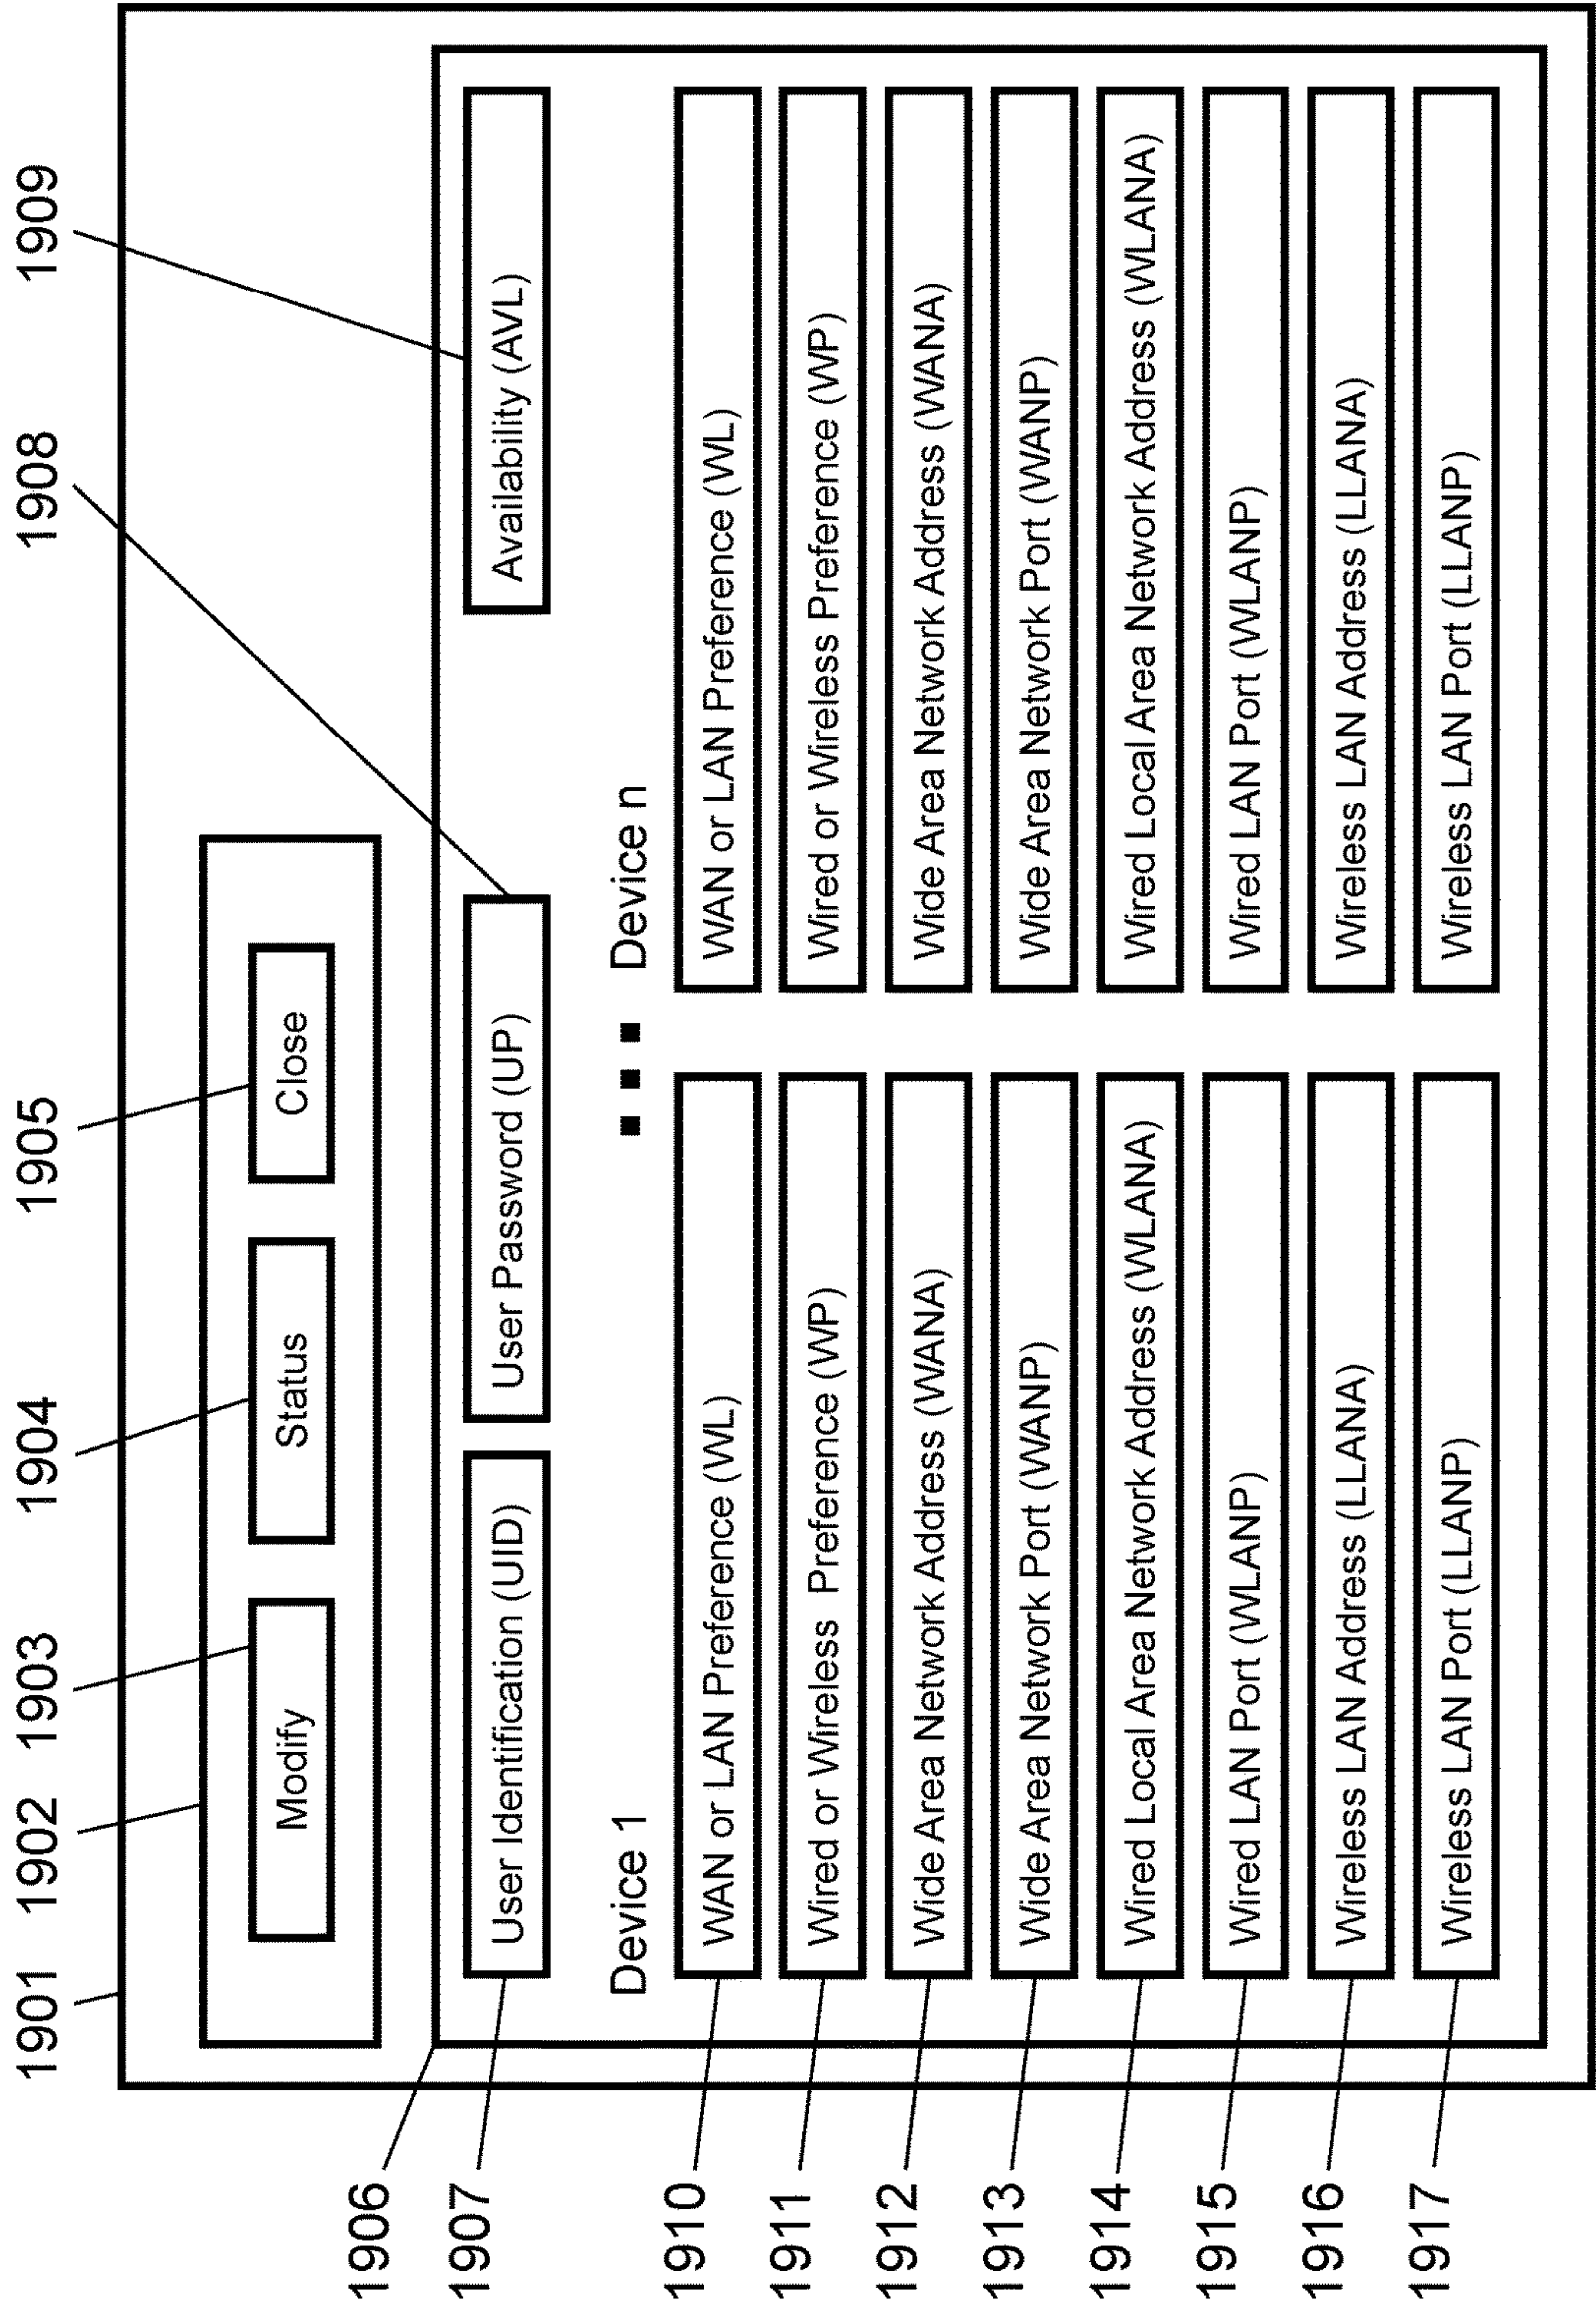 1901 1902 1903 1904 1905 1908 1909
Modify Status Close
1906
1907
User Identification (UID) User Password (UP) Availability (AVL)
Device 1 ... Device n
1910 WAN or LAN Preference (WL) WAN or LAN Preference (WL)
1911 Wired or Wireless Preference (WP) Wired or Wireless Preference (WP)
1912 Wide Area Network Address (WANA) Wide Area Network Address (WANA)
1913 Wide Area Network Port (WANP) Wide Area Network Port (WANP)
1914 Wired Local Area Network Address (WLANA) Wired Local Area Network Address (WLANA)
1915 Wired LAN Port (WLANP) Wired LAN Port (WLANP)
1916 Wireless LAN Address (LLANA) Wireless LAN Address (LLANA)
1917 Wireless LAN Port (LLANP) Wireless LAN Port (LLANP)